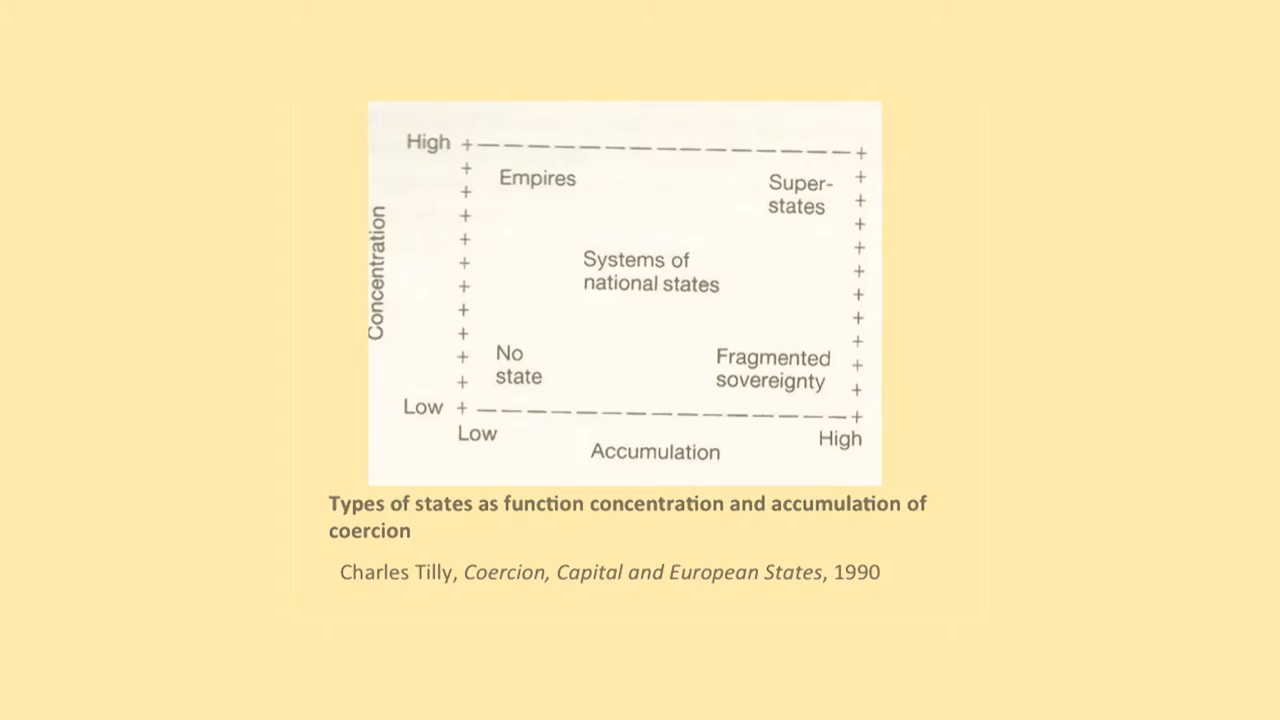 High
Empires
Super-
states
Concentration
Systems of
national states
No
state
Fragmented
sovereignty
Low
Low
High
Accumulation
Types of states as function concentration and accumulation of
coercion
Charles Tilly, Coercion, Capital and European States, 1990